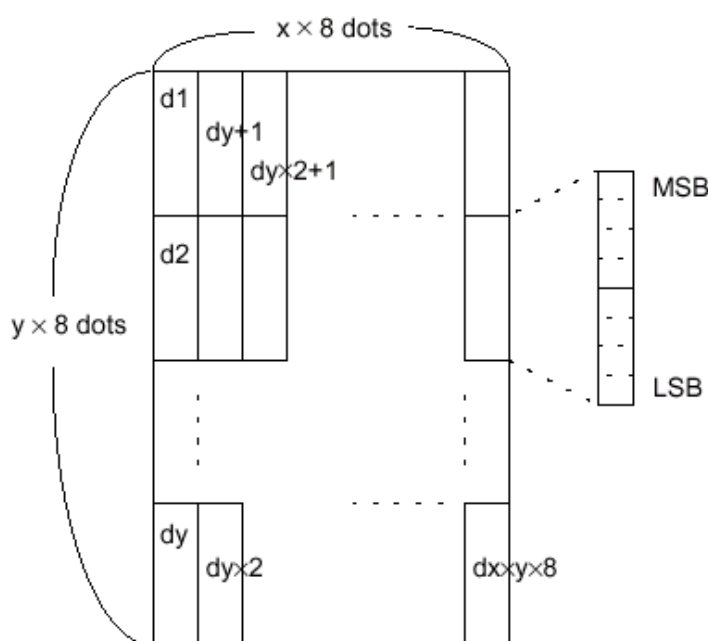 x × 8 dots
d1
dy+1
dy×2+1
MSB
d2
y × 8 dots
LSB
dy
dy×2
dx×y×8